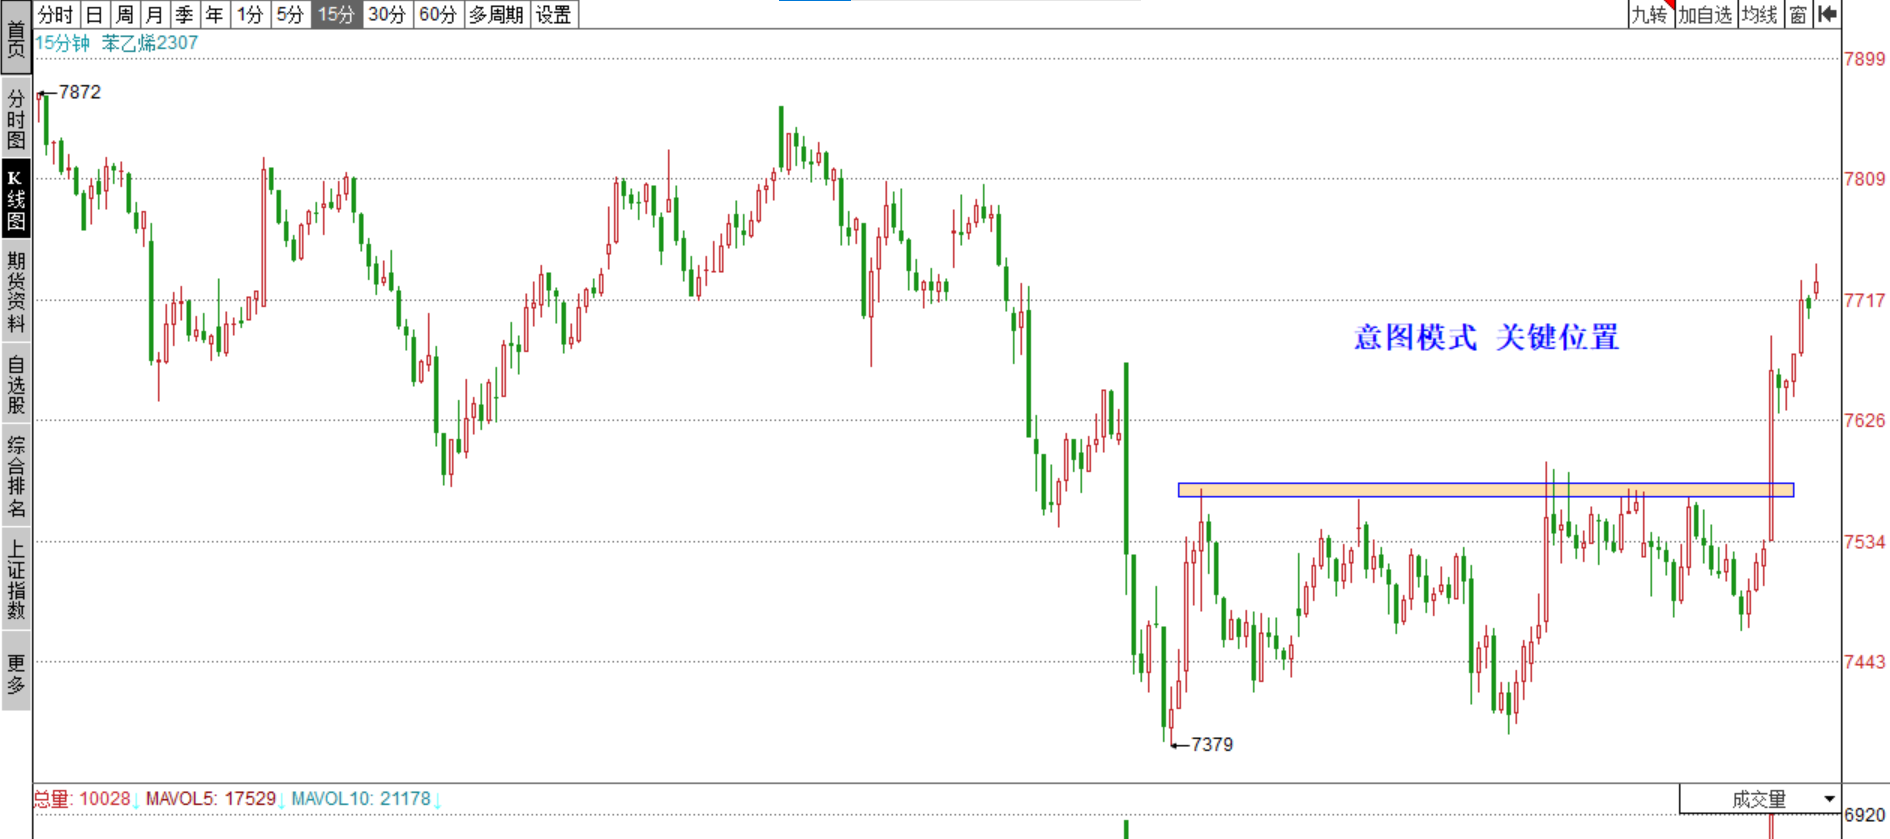 分时 日 周 月 季 年 1分 5分 15分 30分 60分 多周期 设置 九转 加自选 均线 窗
15分钟 苯乙烯2307
首页
分时图
K线图
期货资料
自选股
综合排名
上证指数
更多
7872
7899
7809
7717
意图模式 关键位置
7626
7534
7443
7379
总量: 10028↓ MAVOL5: 17529↓ MAVOL10: 21178↓ 成交量
6920